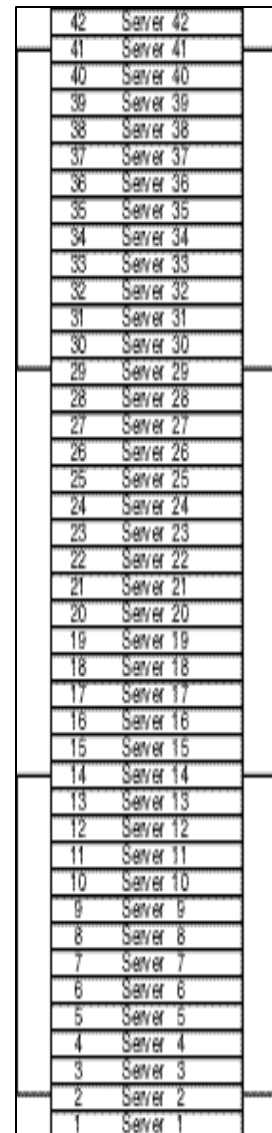 42 Server 42
41 Server 41
40 Server 40
39 Server 39
38 Server 38
37 Server 37
36 Server 36
35 Server 35
34 Server 34
33 Server 33
32 Server 32
31 Server 31
30 Server 30
29 Server 29
28 Server 28
27 Server 27
26 Server 26
25 Server 25
24 Server 24
23 Server 23
22 Server 22
21 Server 21
20 Server 20
19 Server 19
18 Server 18
17 Server 17
16 Server 16
15 Server 15
14 Server 14
13 Server 13
12 Server 12
11 Server 11
10 Server 10
9 Server 9
8 Server 8
7 Server 7
6 Server 6
5 Server 5
4 Server 4
3 Server 3
2 Server 2
1 Server 1